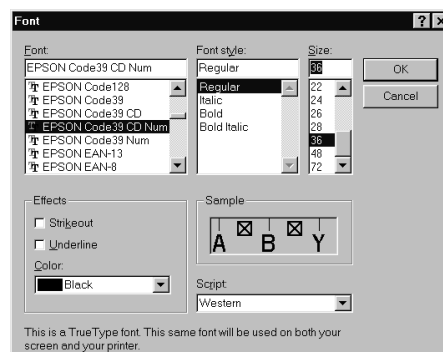 Font
Font: Font style: Size:
EPSON Code39 CD Num Regular 36 OK
EPSON Code128 Regular 22 Cancel
EPSON Code39 Italic 24
EPSON Code39 CD Bold 26
EPSON Code39 CD Num Bold Italic 28
EPSON Code39 Num 36
EPSON EAN-13 48
EPSON EAN-8 72
Effects Sample
Strikeout
Underline
A B Y
Color:
Black
Script:
Western
This is a TrueType font. This same font will be used on both your
screen and your printer.